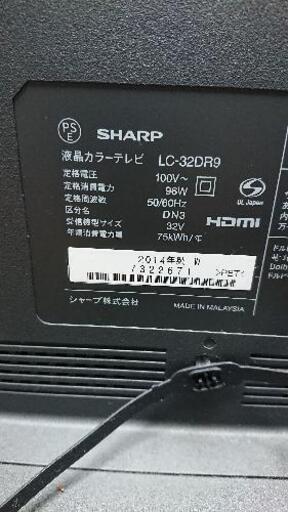 PS
E
SHARP
液晶カラーテレビ LC-32DR9
定格電圧 100V~
定格消費電力 98W
定格周波数 50/60Hz
区分名 DN3
受信機型サイズ 32V
年間消費電力量 75kWh/年
UL Japan
HDMI
2014年製
7322671
シャープ株式会社
MADE IN MALAYSIA